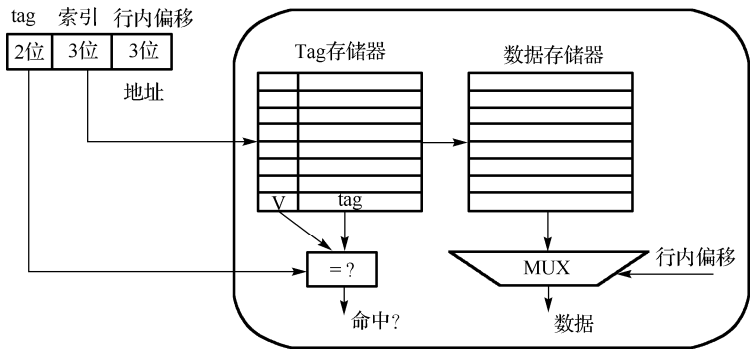 tag 索引 行内偏移
2位 3位 3位
地址
Tag存储器 数据存储器
V tag
=? MUX 行内偏移
命中? 数据